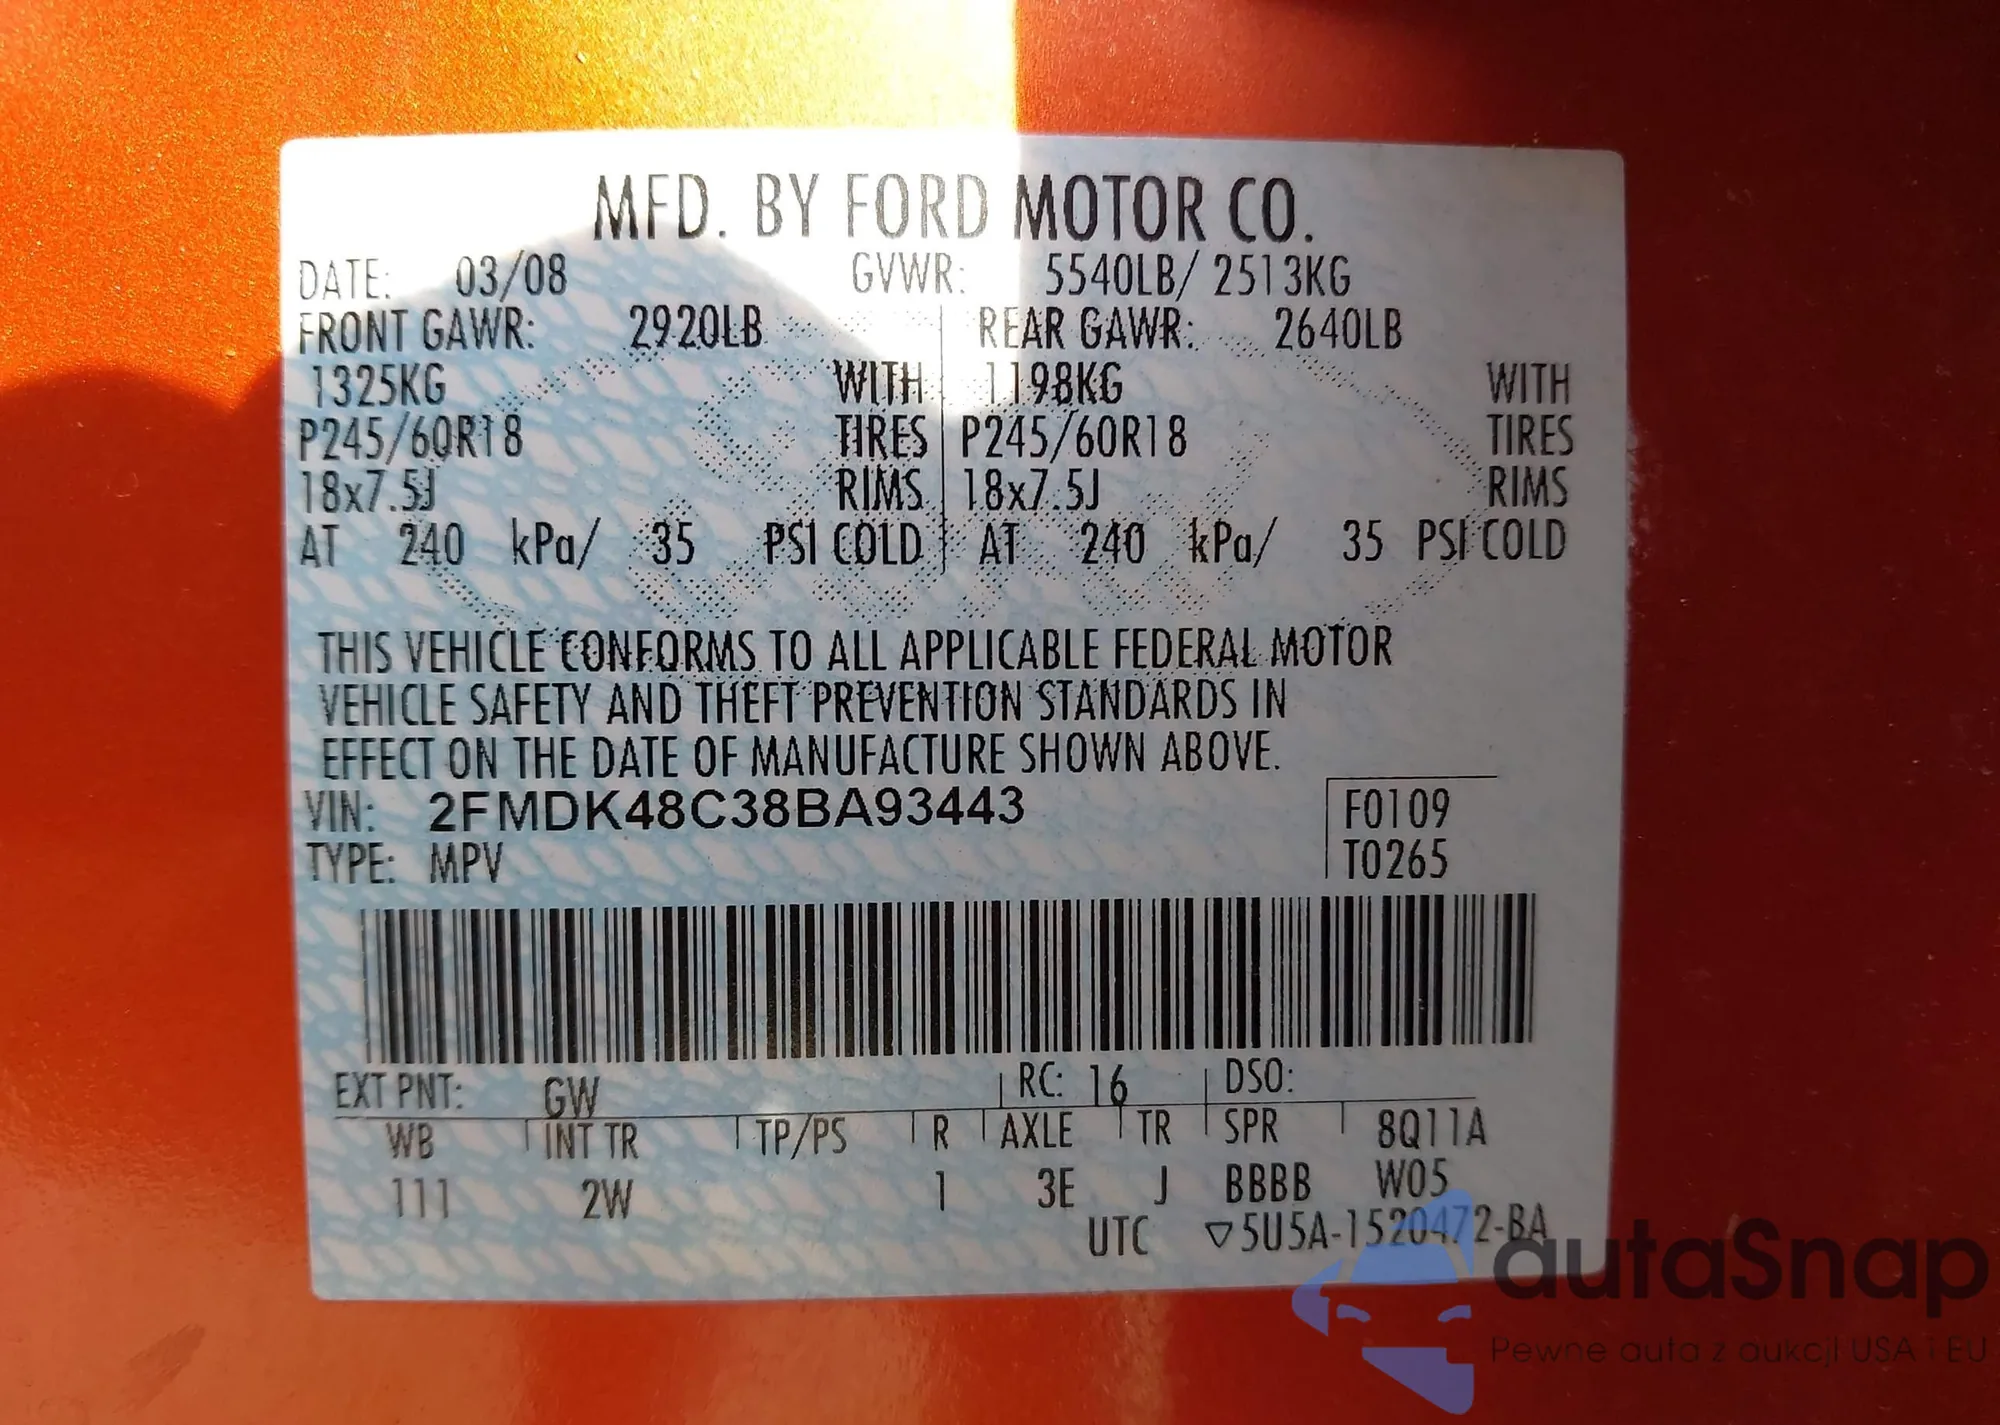 MFD. BY FORD MOTOR CO.
DATE: 03/08 GVWR: 5540LB/ 2513KG
FRONT GAWR: 2920LB REAR GAWR: 2640LB
1325KG WITH 1198KG WITH
P245/60R18 TIRES P245/60R18 TIRES
18x7.5J RIMS 18x7.5J RIMS
AT 240 kPa/ 35 PSI COLD AT 240 kPa/ 35 PSI COLD
THIS VEHICLE CONFORMS TO ALL APPLICABLE FEDERAL MOTOR
VEHICLE SAFETY AND THEFT PREVENTION STANDARDS IN
EFFECT ON THE DATE OF MANUFACTURE SHOWN ABOVE.
VIN: 2FMDK48C38BA93443 F0109
TYPE: MPV T0265
EXT PNT: GW RC: 16 DSO:
WB INT TR TP/PS R AXLE TR SPR 8Q11A
111 2W 1 3E J BBBB W05
UTC ▽5U5A-1520472-BA
autaSnap
Pewne auta z aukcji USA i EU